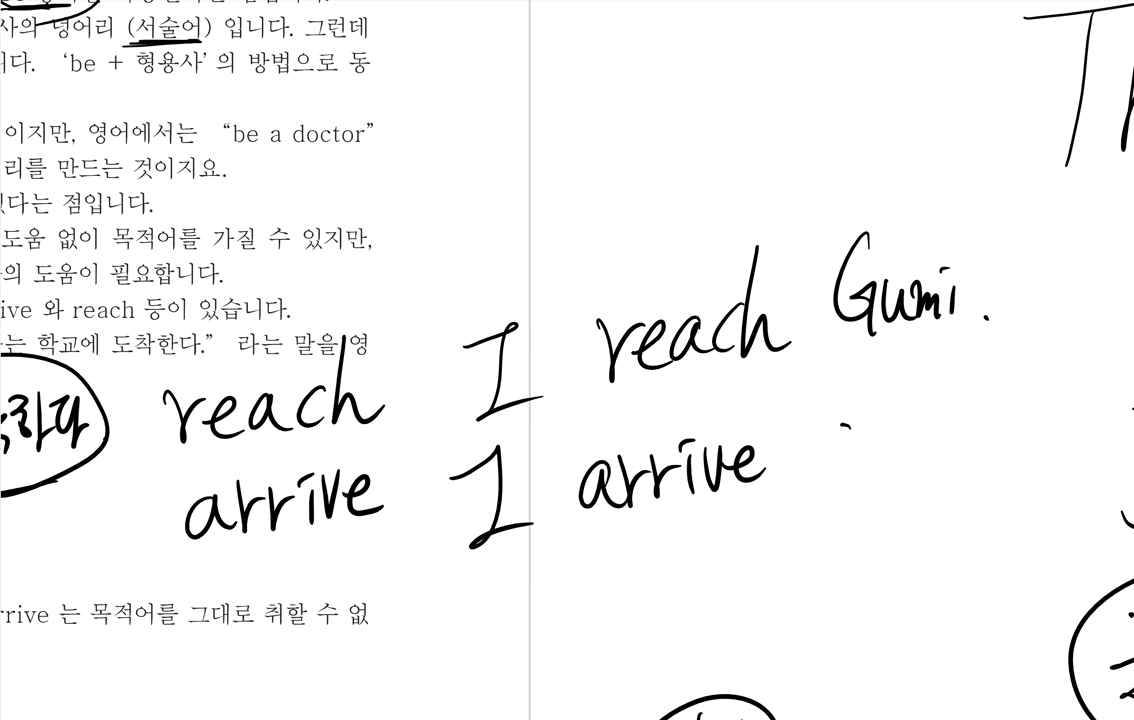 사의 덩어리 (서술어) 입니다. 그런데
니다. ‘be + 형용사’ 의 방법으로 동
이지만, 영어에서는 “be a doctor”
리를 만드는 것이지요.
있다는 점입니다.
도움 없이 목적어를 가질 수 있지만,
의 도움이 필요합니다.
ive 와 reach 등이 있습니다.
는 학교에 도착한다.” 라는 말을 영
하다
reach I reach Gumi.
arrive I arrive
rrive 는 목적어를 그대로 취할 수 없